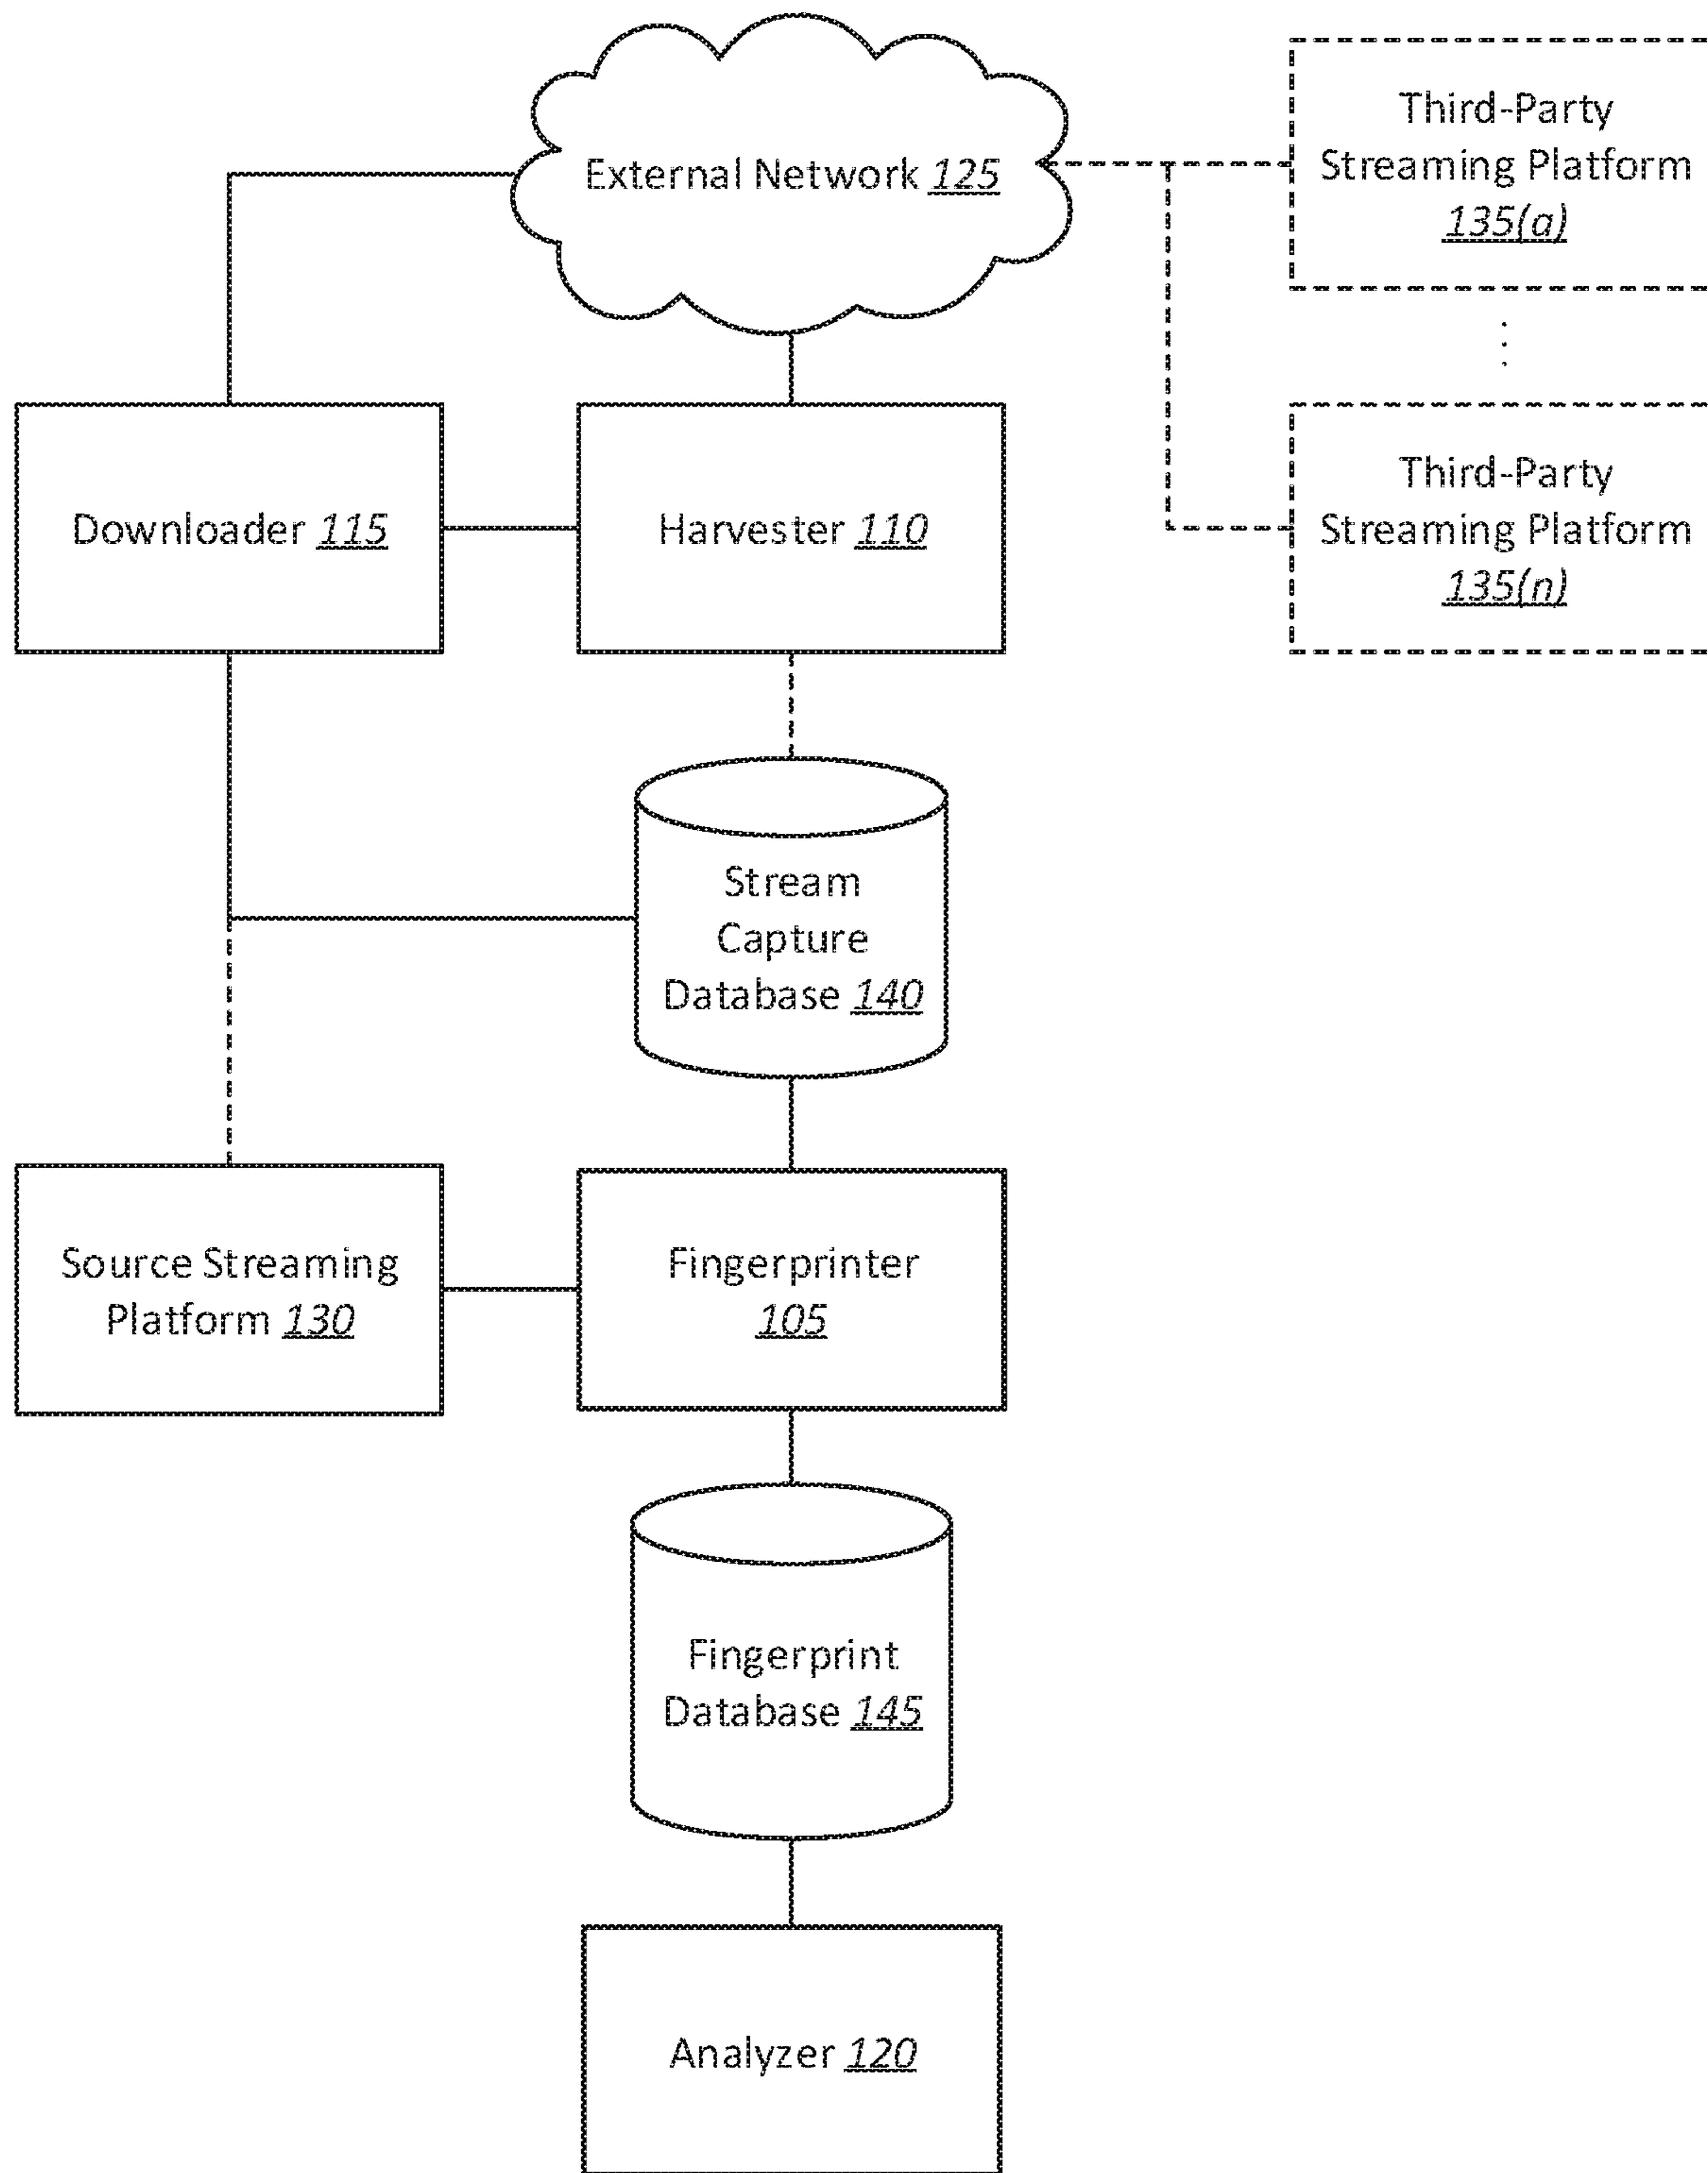 External Network 125
Third-Party
Streaming Platform
135(a)
Downloader 115
Harvester 110
Third-Party
Streaming Platform
135(n)
Stream
Capture
Database 140
Source Streaming
Platform 130
Fingerprinter
105
Fingerprint
Database 145
Analyzer 120